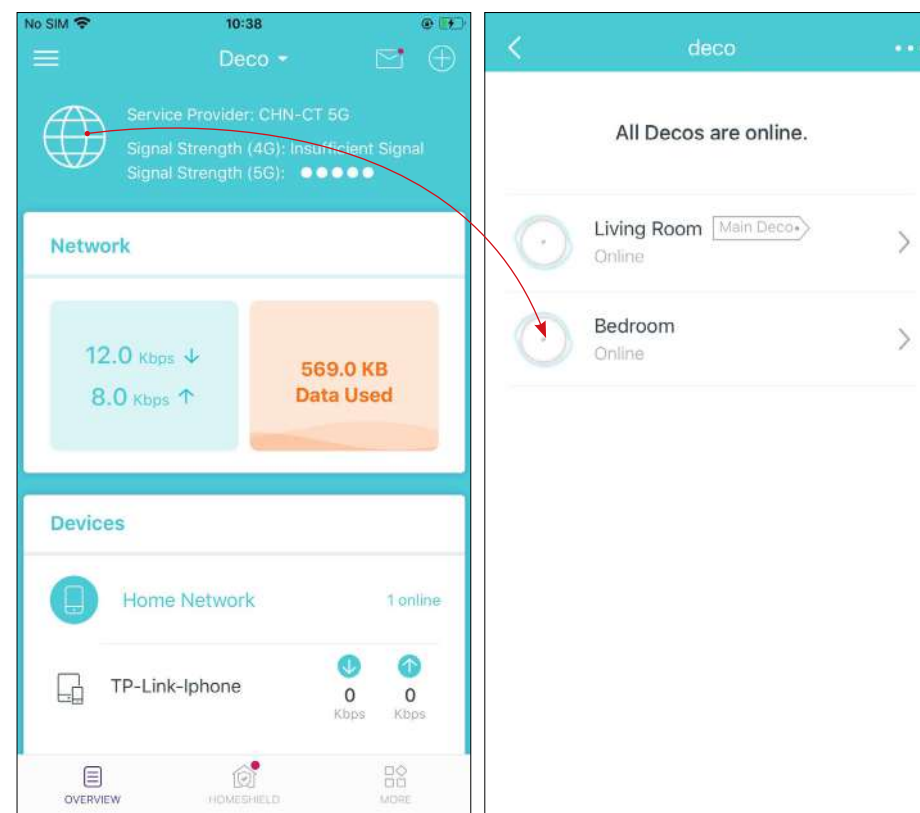 No SIM 10:38
Deco
Service Provider: CHN-CT 5G
Signal Strength (4G): Insufficient Signal
Signal Strength (5G):
Network
12.0 Kbps ↓
8.0 Kbps ↑
569.0 KB
Data Used
Devices
Home Network 1 online
TP-Link-Iphone
0 0
Kbps Kbps
OVERVIEW HOMESHIELD MORE
deco
All Decos are online.
Living Room Main Deco
Online
Bedroom
Online